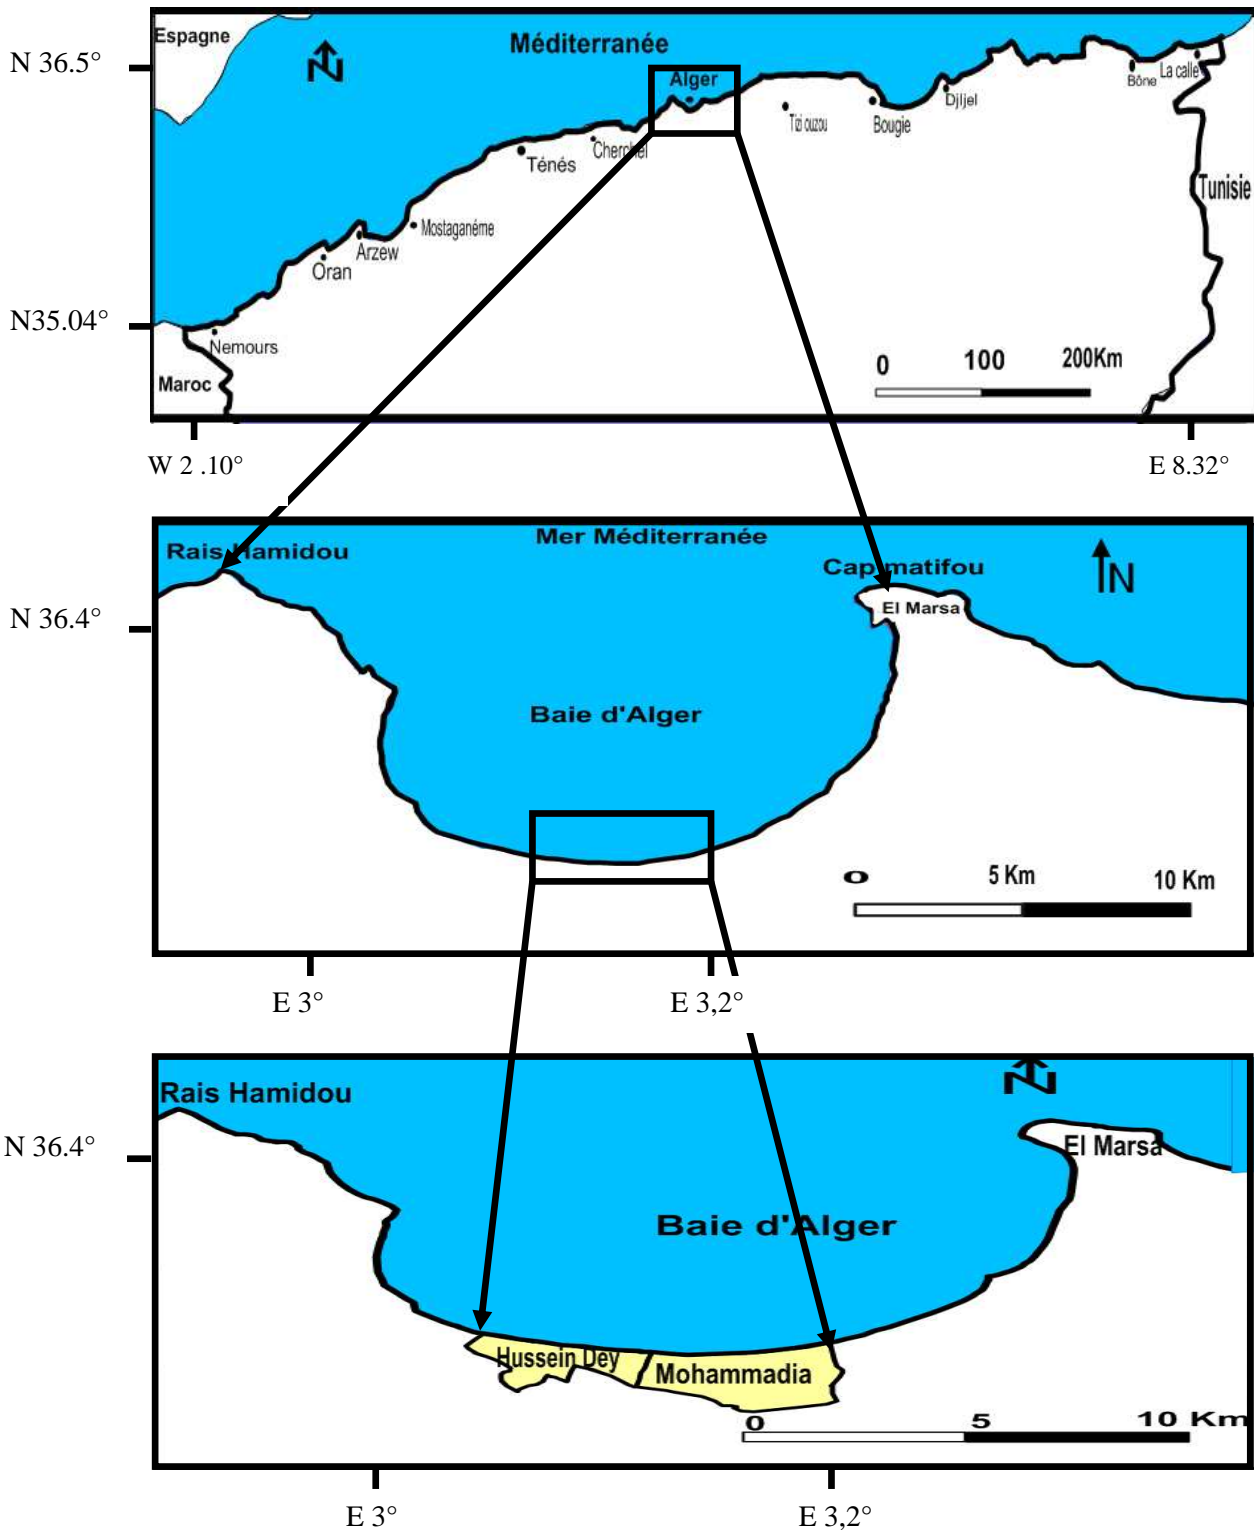 Espagne
N 36.5°
N
Méditerranée
Alger
Bône
La calle
Djljel
Tizi ouzou
Bougie
Cherchel
Ténés
Tunisie
Mostaganéme
Arzew
Oran
N35.04°
Nemours
Maroc
0 100 200Km
W 2 .10°
E 8.32°
Mer Méditerranée
Rais Hamidou
Cap matifou
N
El Marsa
N 36.4°
Baie d'Alger
0 5 Km 10 Km
E 3°
E 3,2°
N
Rais Hamidou
N 36.4°
El Marsa
Baie d'Alger
Hussein Dey
Mohammadia
0 5 10 Km
E 3°
E 3,2°